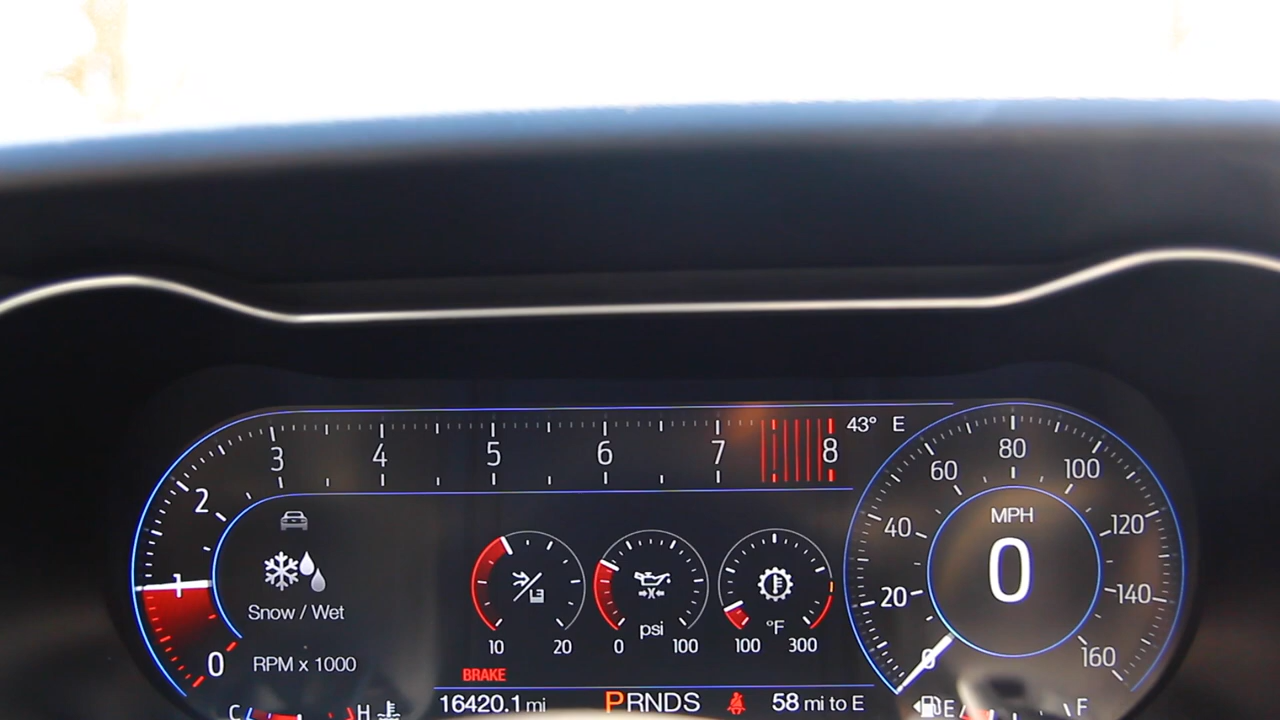 3 4 5 6 7 8 43° E
2
1
0
Snow / Wet
RPM x 1000
10 20
psi
0 100
°F
100 300
80
60 100
40 120
20 140
0 160
MPH
0
BRAKE
C H 16420.1 mi PRNDS 58 mi to E E F